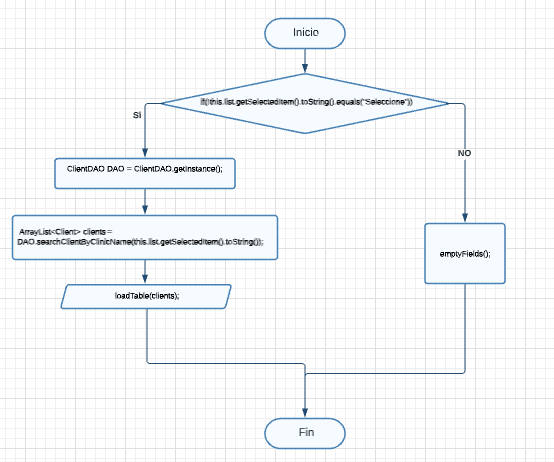 Inicio
if(!this.list.getSelectedItem().toString().equals("Seleccione"))
SI
NO
ClientDAO DAO = ClientDAO.getInstance();
ArrayList<Client> clients =
DAO.searchClientByClinicName(this.list.getSelectedItem().toString());
emptyFields();
loadTable(clients);
Fin